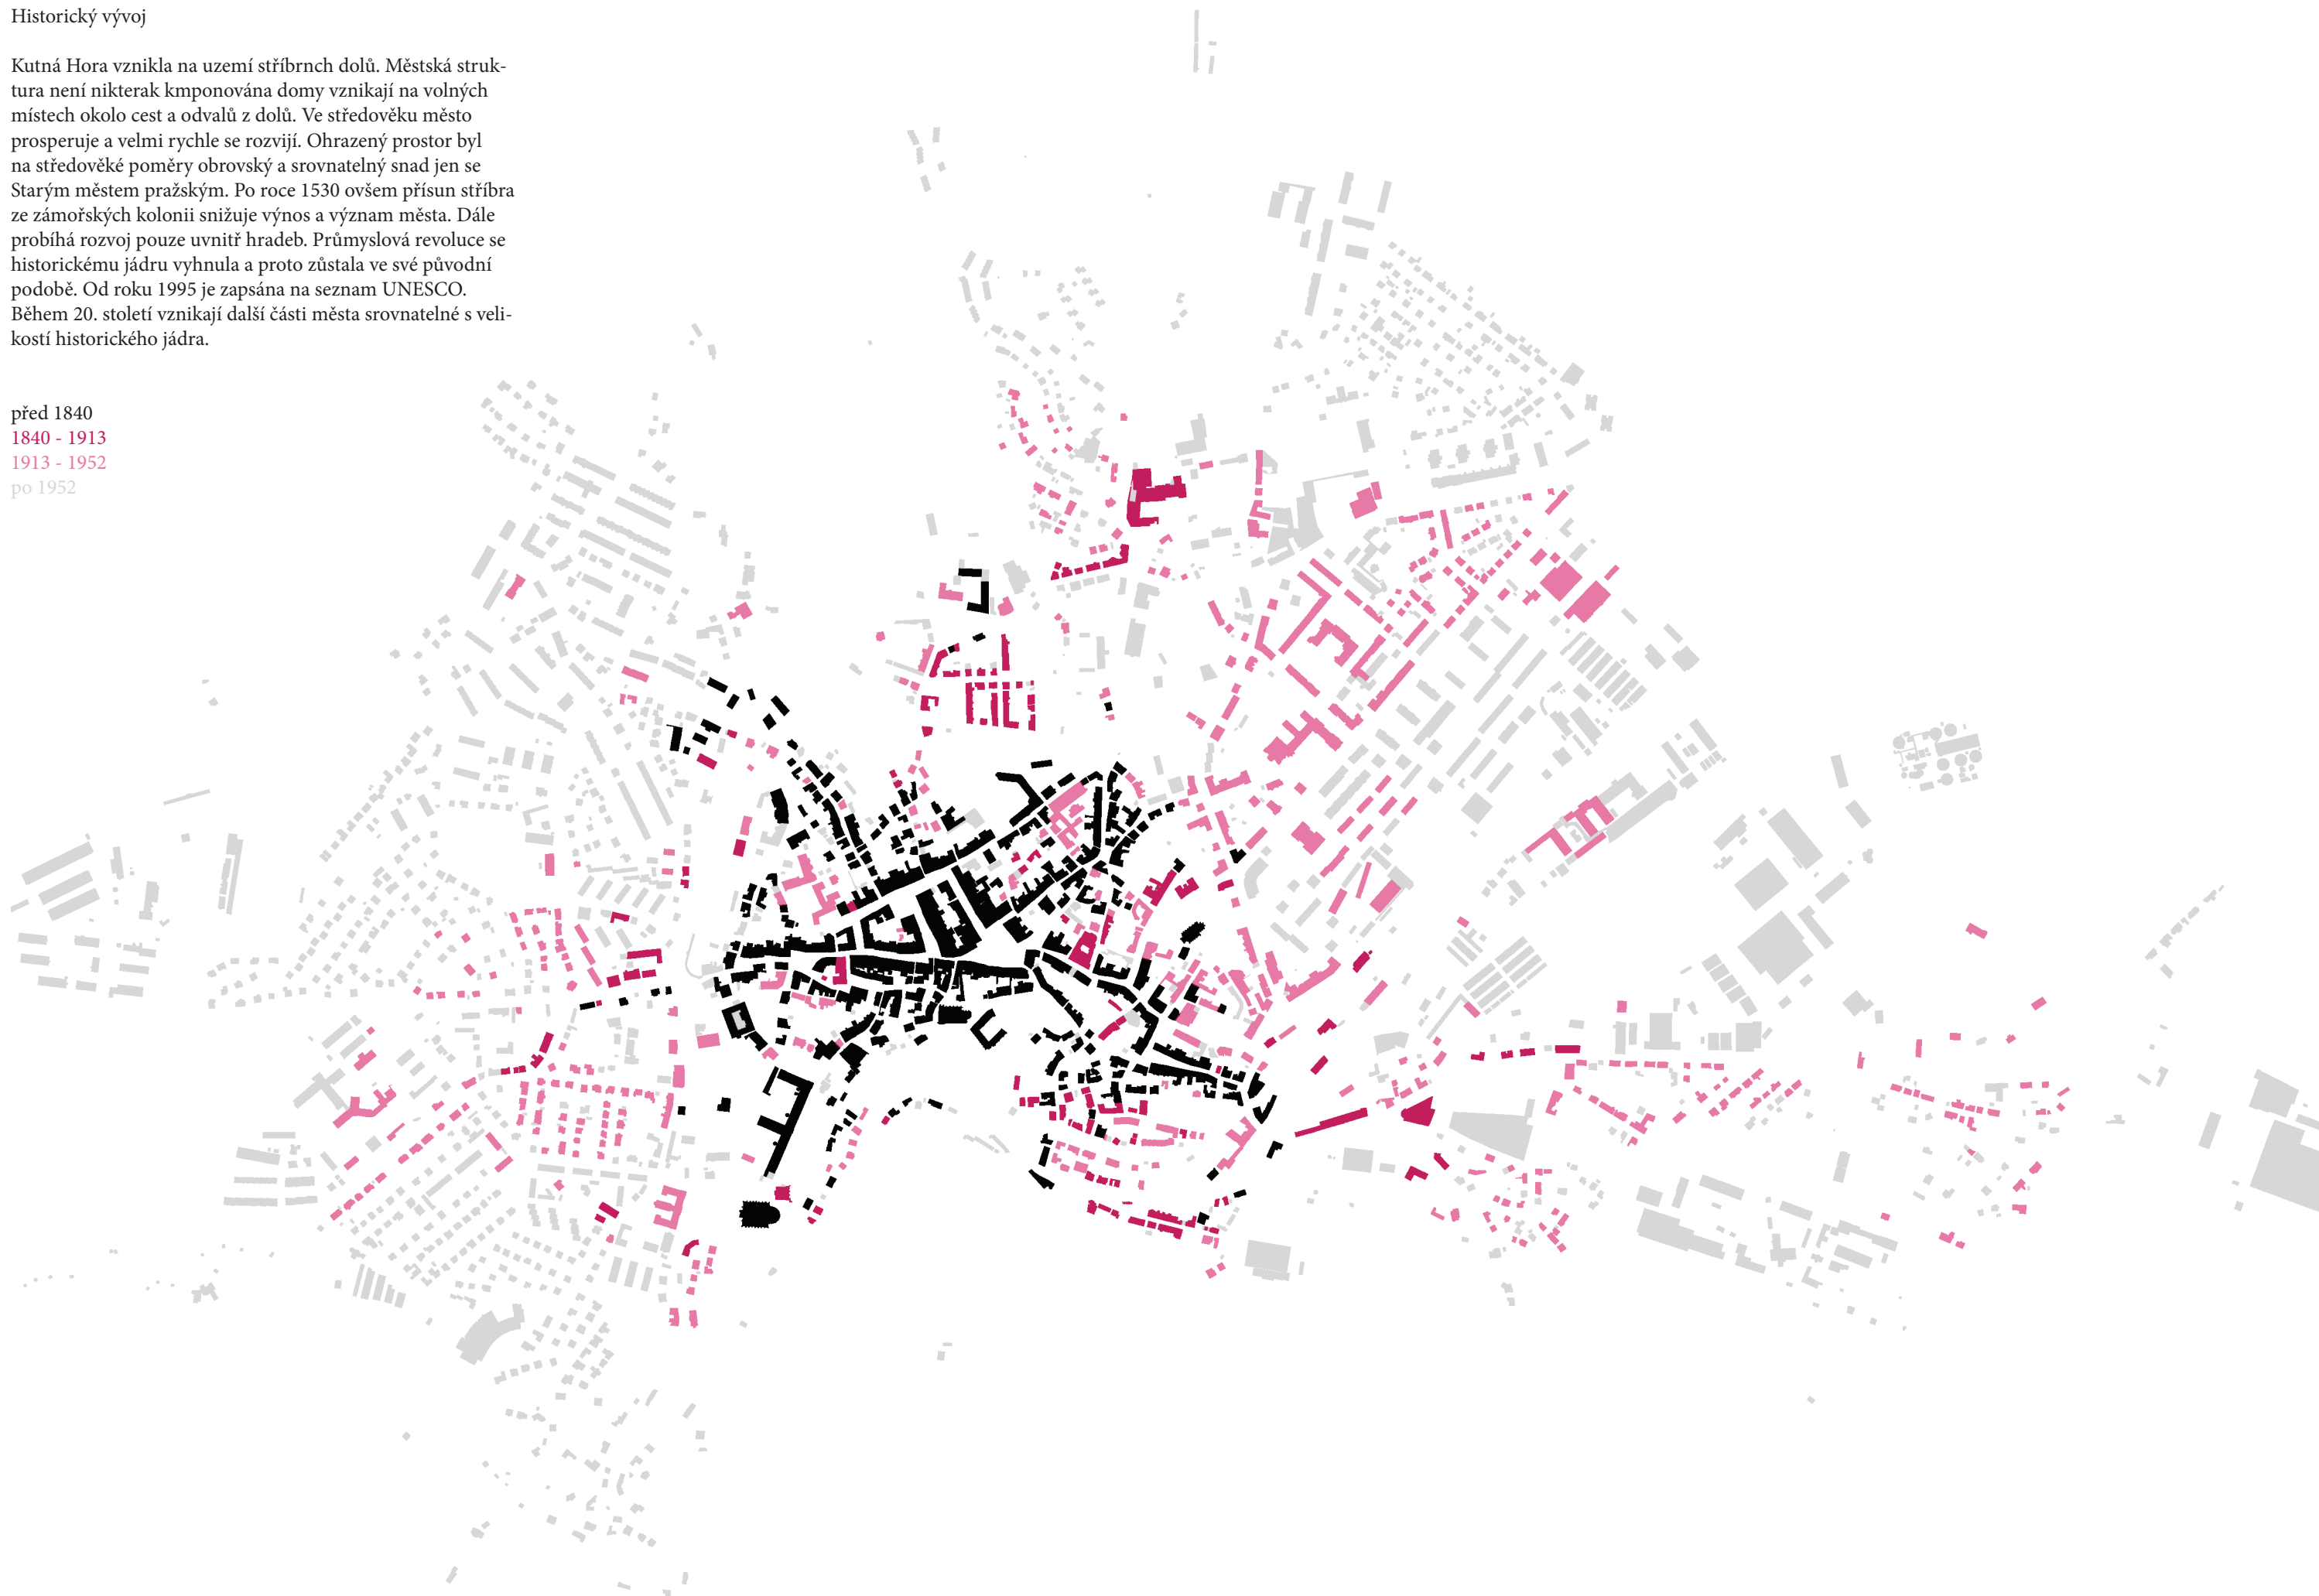 Historický vývoj
Kutná Hora vznikla na uzemí stříbrnch dolů. Městská struk-
tura není nikterak kmponována domy vznikají na volných
místech okolo cest a odvalů z dolů. Ve středověku město
prosperuje a velmi rychle se rozvijí. Ohrazený prostor byl
na středověké poměry obrovský a srovnatelný snad jen se
Starým městem pražským. Po roce 1530 ovšem přísun stříbra
ze zámořských kolonii snižuje výnos a význam města. Dále
probíhá rozvoj pouze uvnitř hradeb. Průmyslová revoluce se
historickému jádru vyhnula a proto zůstala ve své původní
podobě. Od roku 1995 je zapsána na seznam UNESCO.
Během 20. století vznikají další části města srovnatelné s veli-
kostí historického jádra.
před 1840
1840 - 1913
1913 - 1952
po 1952